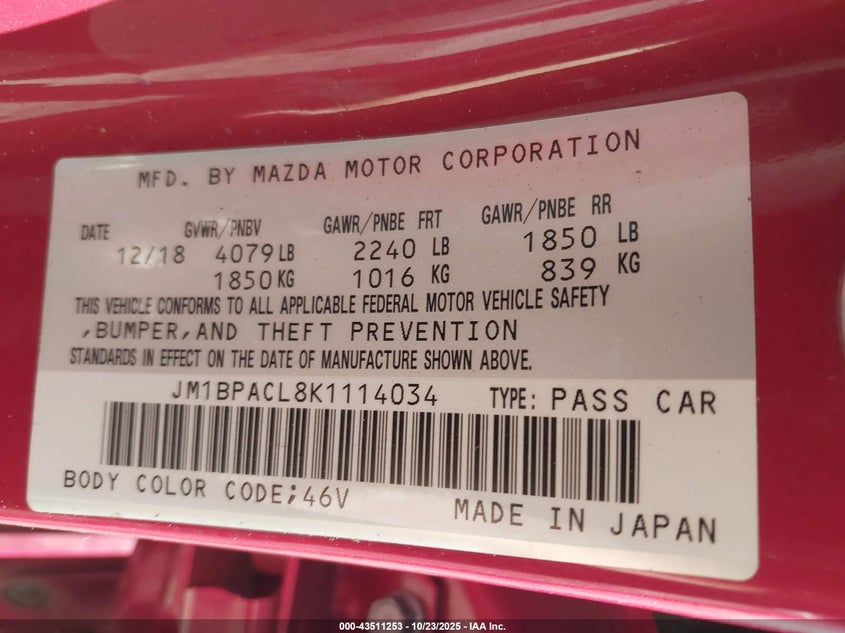 MFD. BY MAZDA MOTOR CORPORATION
DATE GVWR/PNBV GAWR/PNBE FRT GAWR/PNBE RR
12/18 4079 LB 2240 LB 1850 LB
1850 KG 1016 KG 839 KG
THIS VEHICLE CONFORMS TO ALL APPLICABLE FEDERAL MOTOR VEHICLE SAFETY
,BUMPER,AND THEFT PREVENTION
STANDARDS IN EFFECT ON THE DATE OF MANUFACTURE SHOWN ABOVE.
JM1BPACL8K1114034 TYPE: PASS CAR
BODY COLOR CODE;46V MADE IN JAPAN
000-43511253 - 10/23/2025 - IAA Inc.